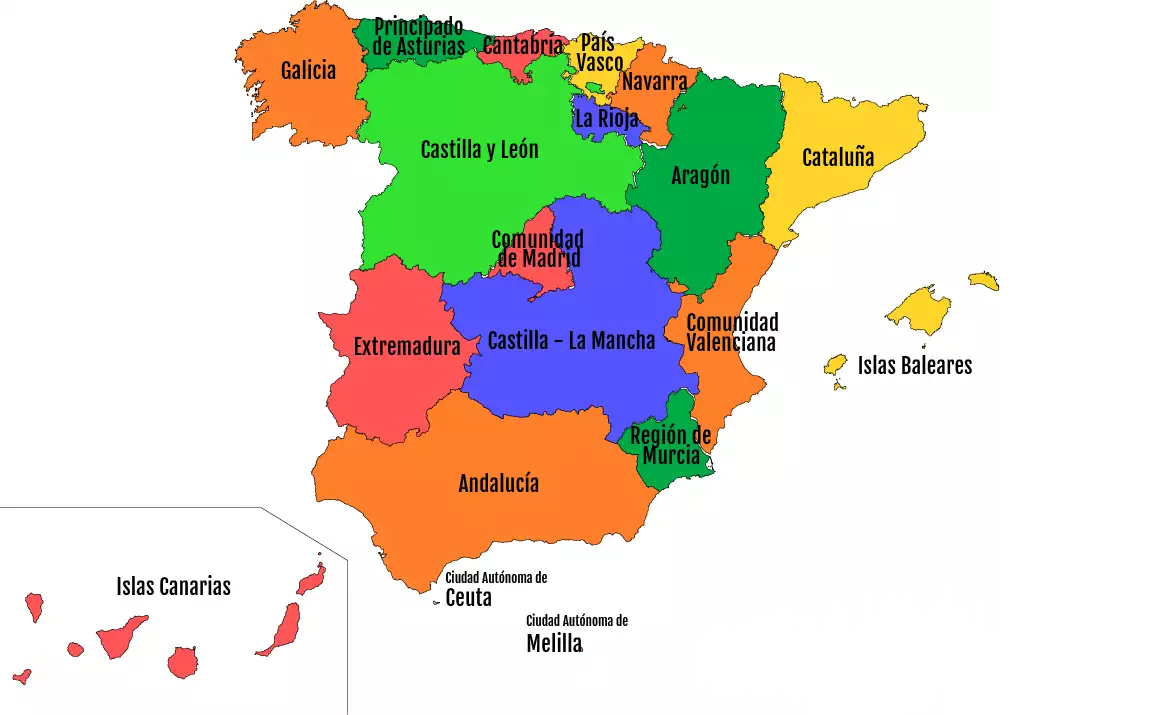 Principado
de Asturias
Cantabria
País
Vasco
Galicia
Navarra
La Rioja
Castilla y León
Aragón
Cataluña
Comunidad
de Madrid
Extremadura
Castilla - La Mancha
Comunidad
Valenciana
Islas Baleares
Región de
Murcia
Andalucía
Islas Canarias
Ciudad Autónoma de
Ceuta
Ciudad Autónoma de
Melilla